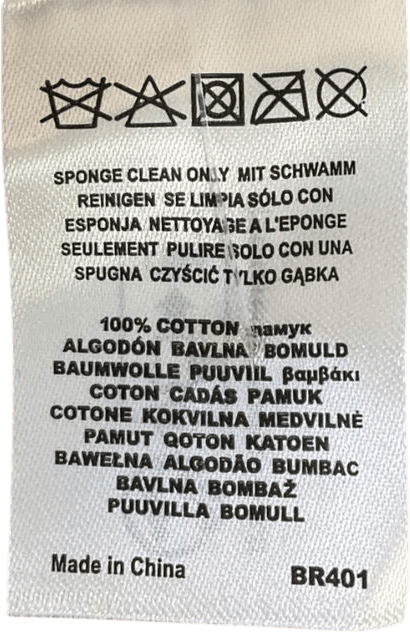 SPONGE CLEAN ONLY MIT SCHWAMM
REINIGEN SE LIMPIA SÓLO CON
ESPONJA NETTOYAGE A L'EPONGE
SEULEMENT PULIRE SOLO CON UNA
SPUGNA CZYŚCIĆ TYLKO GĄBKA
100% COTTON памук
ALGODÓN BAVLNA BOMULD
BAUMWOLLE PUUVIIL βαμβάκι
COTON CADÁS PAMUK
COTONE KOKVILNA MEDVILNĖ
PAMUT QOTON KATOEN
BAWEŁNA ALGODÃO BUMBAC
BAVLNA BOMBAŽ
PUUVILLA BOMULL
Made in China BR401